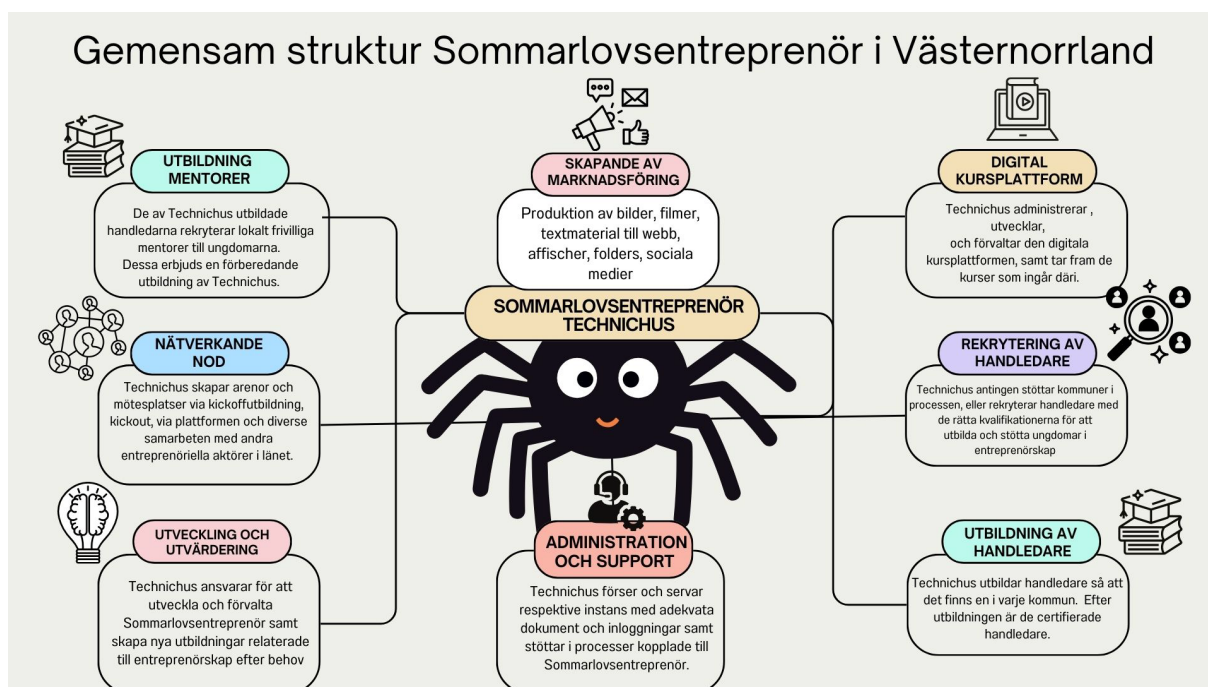 Gemensam struktur Sommarlovsentreprenör i Västernorrland
UTBILDNING
MENTORER
De av Technichus utbildade
handledarna rekryterar lokalt frivilliga
mentorer till ungdomarna.
Dessa erbjuds en förberedande
utbildning av Technichus.
SKAPANDE AV
MARKNADSFÖRING
Produktion av bilder, filmer,
textmaterial till webb,
affischer, folders, sociala
medier
DIGITAL
KURSPLATTFORM
Technichus administrerar ,
utvecklar,
och förvaltar den digitala
kursplattformen, samt tar fram de
kurser som ingår däri.
SOMMARLOVSENTREPRENÖR
TECHNICHUS
NÄTVERKANDE
NOD
Technichus skapar arenor och
mötesplatser via kickoffutbildning,
kickout, via plattformen och diverse
samarbeten med andra
entreprenöriella aktörer i länet.
REKRYTERING AV
HANDLEDARE
Technichus antingen stöttar kommuner i
processen, eller rekryterar handledare med
de rätta kvalifikationerna för att
utbilda och stötta ungdomar i
entreprenörskap
UTVECKLING OCH
UTVÄRDERING
Technichus ansvarar för att
utveckla och förvalta
Sommarlovsentreprenör samt
skapa nya utbildningar relaterade
till entreprenörskap efter behov
ADMINISTRATION
OCH SUPPORT
Technichus förser och servar
respektive instans med adekvata
dokument och inloggningar samt
stöttar i processer kopplade till
Sommarlovsentreprenör.
UTBILDNING AV
HANDLEDARE
Technichus utbildar handledare så att
det finns en i varje kommun. Efter
utbildningen är de certifierade
handledare.